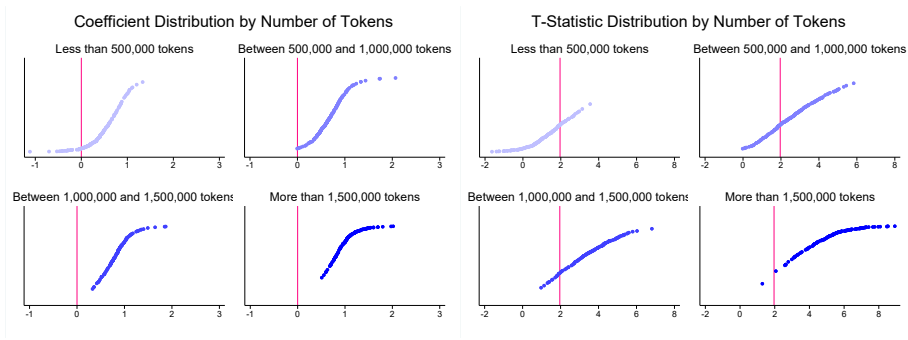 Coefficient Distribution by Number of Tokens
Less than 500,000 tokens
Between 500,000 and 1,000,000 tokens
-1 0 1 2 3
-1 0 1 2 3
Between 1,000,000 and 1,500,000 tokens
More than 1,500,000 tokens
-1 0 1 2 3
-1 0 1 2 3
T-Statistic Distribution by Number of Tokens
Less than 500,000 tokens
Between 500,000 and 1,000,000 tokens
-2 0 2 4 6 8
-2 0 2 4 6 8
Between 1,000,000 and 1,500,000 tokens
More than 1,500,000 tokens
-2 0 2 4 6 8
-2 0 2 4 6 8